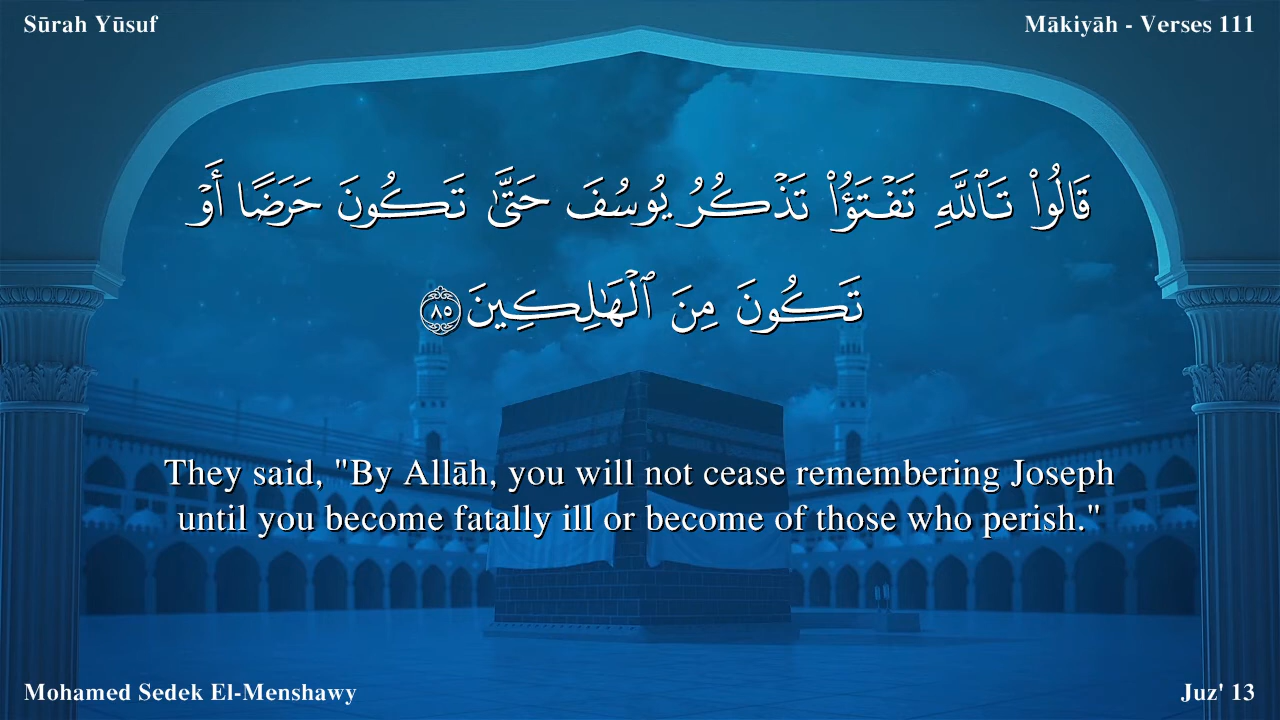 Sūrah Yūsuf
Mākiyāh - Verses 111
قَالُوا۟ تَٱللَّهِ تَفْتَؤُا۟ تَذْكُرُ يُوسُفَ حَتَّىٰ تَكُونَ حَرَضًا أَوْ
تَكُونَ مِنَ ٱلْهَـٰلِكِينَ ٨٥
They said, "By Allāh, you will not cease remembering Joseph
until you become fatally ill or become of those who perish."
Mohamed Sedek El-Menshawy
Juz' 13